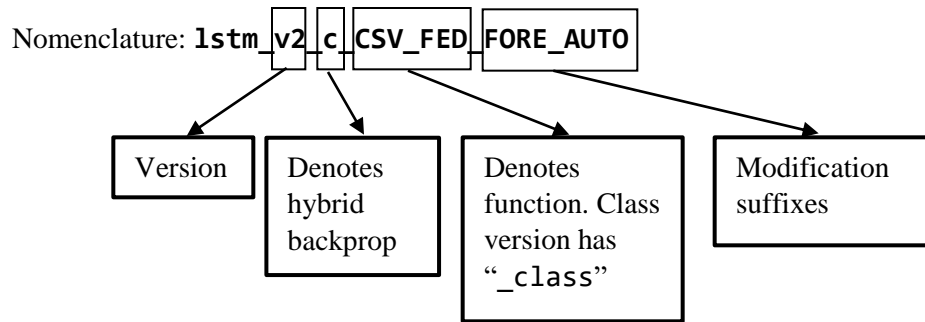 Nomenclature: lstm_v2_c_CSV_FED_FORE_AUTO
Version
Denotes
hybrid
backprop
Denotes
function. Class
version has
“_class”
Modification
suffixes